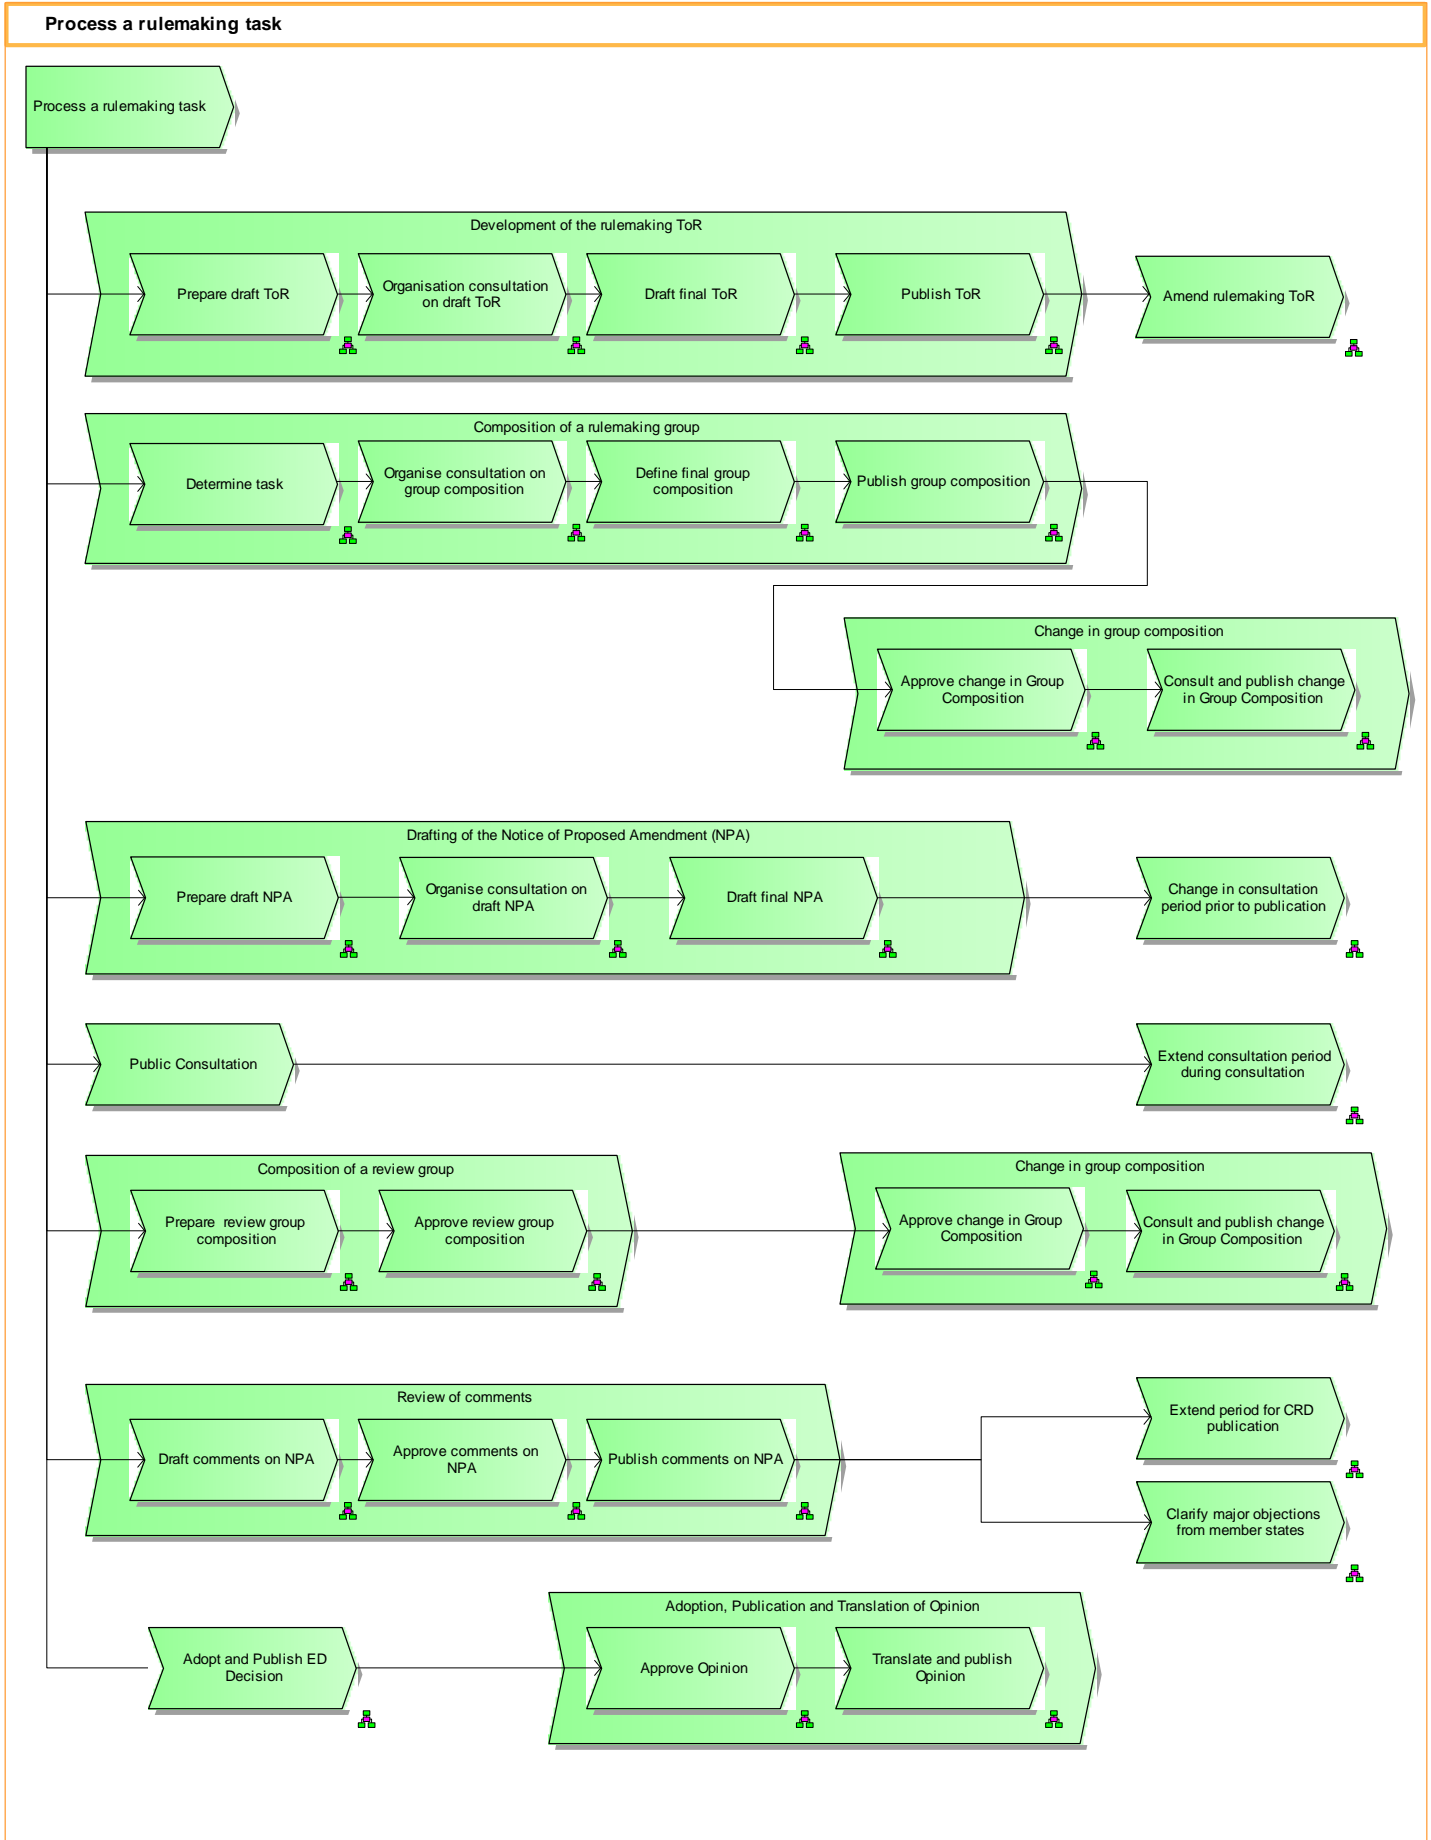 Process a rulemaking task
Process a rulemaking task
Development of the rulemaking ToR
Prepare draft ToR
Organisation consultation
on draft ToR
Draft final ToR
Publish ToR
Amend rulemaking ToR
Composition of a rulemaking group
Determine task
Organise consultation on
group composition
Define final group
composition
Publish group composition
Change in group composition
Approve change in Group
Composition
Consult and publish change
in Group Composition
Drafting of the Notice of Proposed Amendment (NPA)
Prepare draft NPA
Organise consultation on
draft NPA
Draft final NPA
Change in consultation
period prior to publication
Public Consultation
Extend consultation period
during consultation
Composition of a review group
Prepare review group
composition
Approve review group
composition
Change in group composition
Approve change in Group
Composition
Consult and publish change
in Group Composition
Review of comments
Draft comments on NPA
Approve comments on
NPA
Publish comments on NPA
Extend period for CRD
publication
Clarify major objections
from member states
Adopt and Publish ED
Decision
Adoption, Publication and Translation of Opinion
Approve Opinion
Translate and publish
Opinion